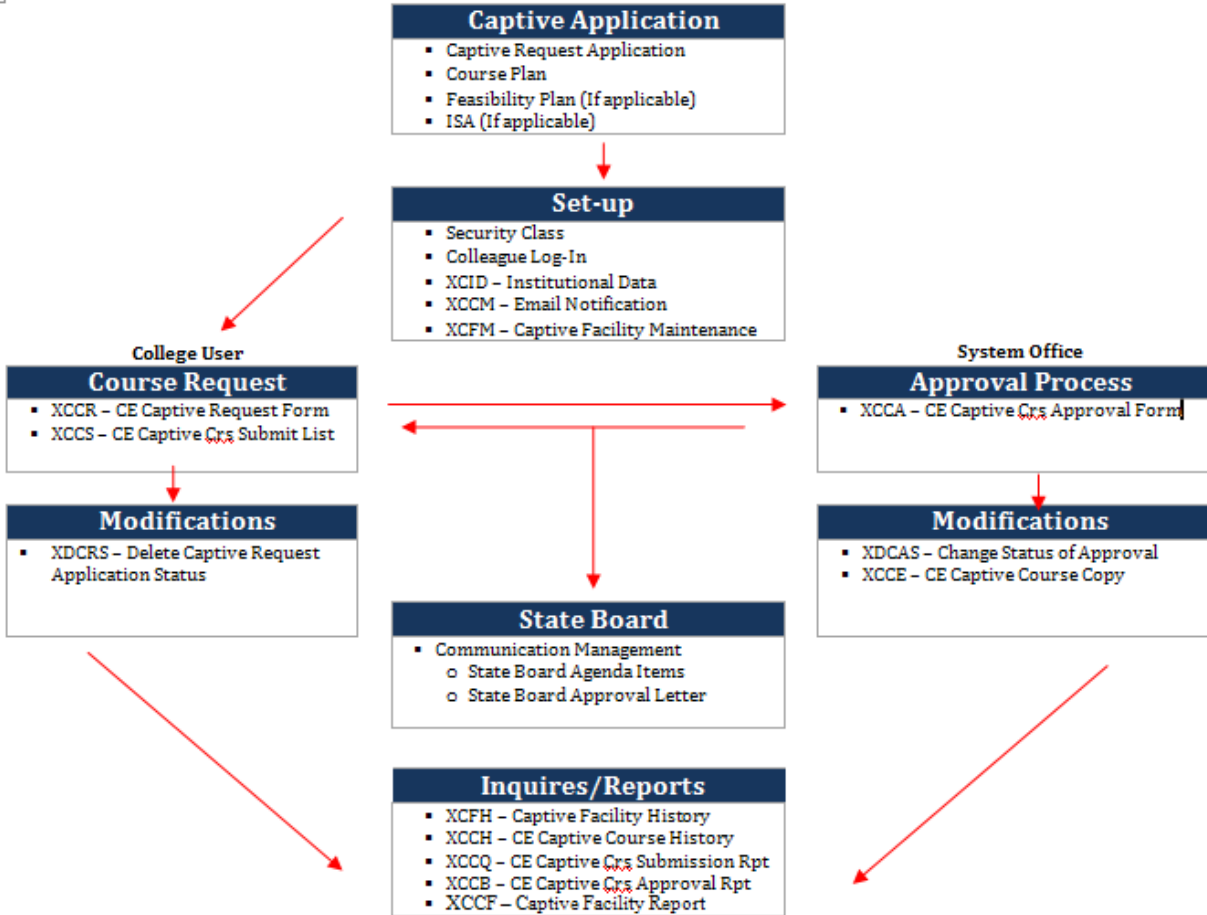 Captive Application
▪ Captive Request Application
▪ Course Plan
▪ Feasibility Plan (If applicable)
▪ ISA (If applicable)
Set-up
▪ Security Class
▪ Colleague Log-In
▪ XCID – Institutional Data
▪ XCCM – Email Notification
▪ XCFM – Captive Facility Maintenance
College User
Course Request
▪ XCCR – CE Captive Request Form
▪ XCCS – CE Captive Crs Submit List
System Office
Approval Process
▪ XCCA – CE Captive Crs Approval Form
Modifications
▪ XDCRS – Delete Captive Request
Application Status
Modifications
▪ XDCAS – Change Status of Approval
▪ XCCE – CE Captive Course Copy
State Board
▪ Communication Management
o State Board Agenda Items
o State Board Approval Letter
Inquires/Reports
▪ XCFH – Captive Facility History
▪ XCCH – CE Captive Course History
▪ XCCQ – CE Captive Crs Submission Rpt
▪ XCCB – CE Captive Crs Approval Rpt
▪ XCCF – Captive Facility Report